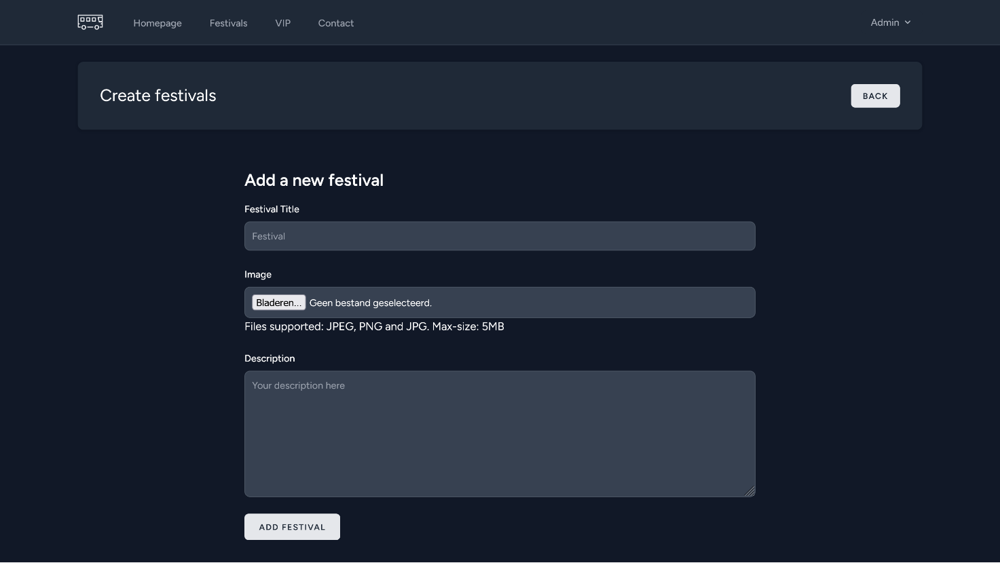 Homepage Festivals VIP Contact Admin
Create festivals BACK
Add a new festival
Festival Title
Festival
Image
Bladeren... Geen bestand geselecteerd.
Files supported: JPEG, PNG and JPG. Max-size: 5MB
Description
Your description here
ADD FESTIVAL